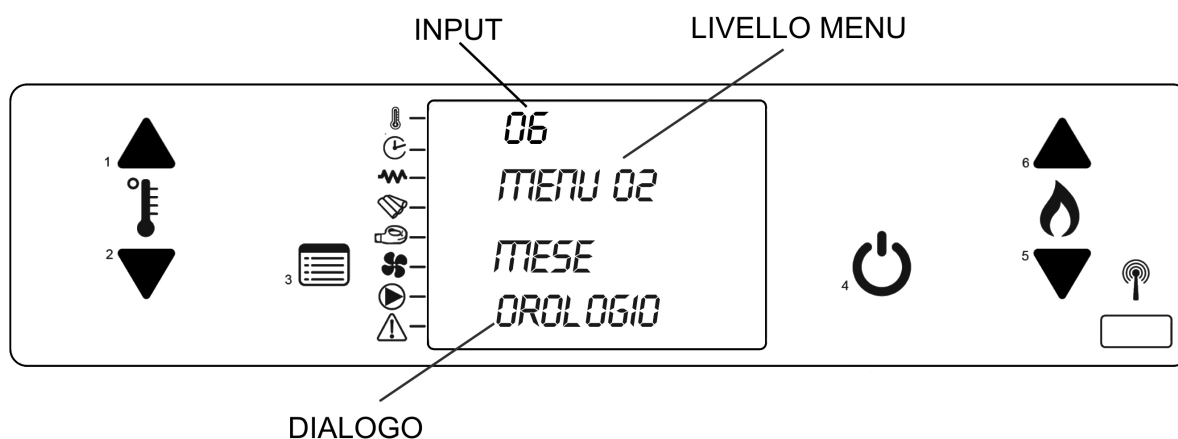 INPUT
LIVELLO MENU
06
MENU 02
MESE
OROLOGIO
1
2
3
4
6
5
DIALOGO